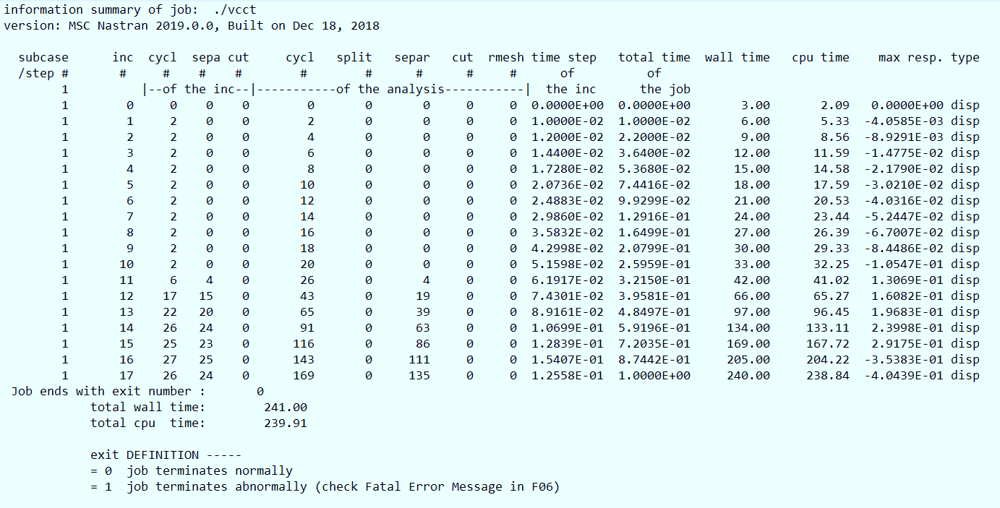 information summary of job:  ./vcct
version: MSC Nastran 2019.0.0, Built on Dec 18, 2018

  subcase      inc  cycl  sepa cut     cycl   split   separ   cut  rmesh time step   total time  wall time   cpu time    max resp. type
  /step #       #     #    #    #        #        #      #      #     #      of          of
        1          |--of the inc--|-----------of the analysis-----------|  the inc      the job
        1        0     0    0    0        0       0       0     0     0 0.0000E+00  0.0000E+00       3.00       2.09   0.0000E+00 disp
        1        1     2    0    0        2       0       0     0     0 1.0000E-02  1.0000E-02       6.00       5.33  -4.0585E-03 disp
        1        2     2    0    0        4       0       0     0     0 1.2000E-02  2.2000E-02       9.00       8.56  -8.9291E-03 disp
        1        3     2    0    0        6       0       0     0     0 1.4400E-02  3.6400E-02      12.00      11.59  -1.4775E-02 disp
        1        4     2    0    0        8       0       0     0     0 1.7280E-02  5.3680E-02      15.00      14.58  -2.1790E-02 disp
        1        5     2    0    0       10       0       0     0     0 2.0736E-02  7.4416E-02      18.00      17.59  -3.0210E-02 disp
        1        6     2    0    0       12       0       0     0     0 2.4883E-02  9.9299E-02      21.00      20.53  -4.0316E-02 disp
        1        7     2    0    0       14       0       0     0     0 2.9860E-02  1.2916E-01      24.00      23.44  -5.2447E-02 disp
        1        8     2    0    0       16       0       0     0     0 3.5832E-02  1.6499E-01      27.00      26.39  -6.7007E-02 disp
        1        9     2    0    0       18       0       0     0     0 4.2998E-02  2.0799E-01      30.00      29.33  -8.4486E-02 disp
        1       10     2    0    0       20       0       0     0     0 5.1598E-02  2.5959E-01      33.00      32.25  -1.0547E-01 disp
        1       11     6    4    0       26       0       4     0     0 6.1917E-02  3.2150E-01      42.00      41.02   1.3069E-01 disp
        1       12    17   15    0       43       0      19     0     0 7.4301E-02  3.9581E-01      66.00      65.27   1.6082E-01 disp
        1       13    22   20    0       65       0      39     0     0 8.9161E-02  4.8497E-01      97.00      96.45   1.9683E-01 disp
        1       14    26   24    0       91       0      63     0     0 1.0699E-01  5.9196E-01     134.00     133.11   2.3998E-01 disp
        1       15    25   23    0      116       0      86     0     0 1.2839E-01  7.2035E-01     169.00     167.72   2.9175E-01 disp
        1       16    27   25    0      143       0     111     0     0 1.5407E-01  8.7442E-01     205.00     204.22  -3.5383E-01 disp
        1       17    26   24    0      169       0     135     0     0 1.2558E-01  1.0000E+00     240.00     238.84  -4.0439E-01 disp
 Job ends with exit number :       0
            total wall time:        241.00
            total cpu  time:        239.91

            exit DEFINITION -----
            = 0  job terminates normally
            = 1  job terminates abnormally (check Fatal Error Message in F06)